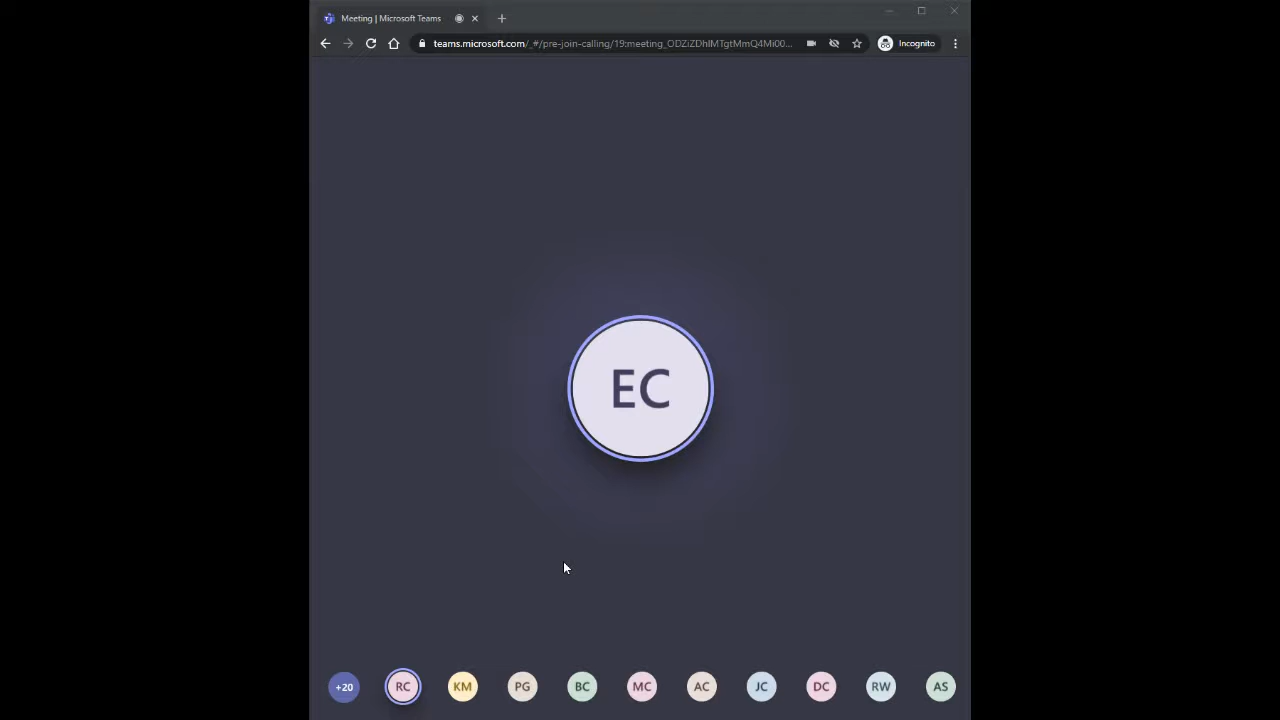 Meeting | Microsoft Teams
teams.microsoft.com/_#/pre-join-calling/19:meeting_ODZiZDhlMTgtMmQ4Mi00...
Incognito
EC
+20 RC KM PG BC MC AC JC DC RW AS